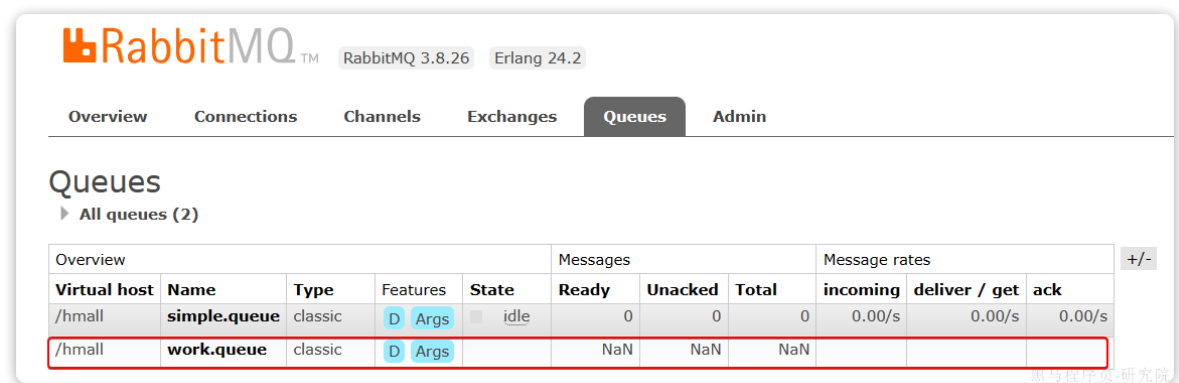 RabbitMQ TM RabbitMQ 3.8.26 Erlang 24.2
Overview Connections Channels Exchanges Queues Admin
Queues
All queues (2)
Overview Messages Message rates +/-
Virtual host Name Type Features State Ready Unacked Total incoming deliver / get ack
/hmall simple.queue classic D Args idle 0 0 0 0.00/s 0.00/s 0.00/s
/hmall work.queue classic D Args NaN NaN NaN
黑马程序员-研究院